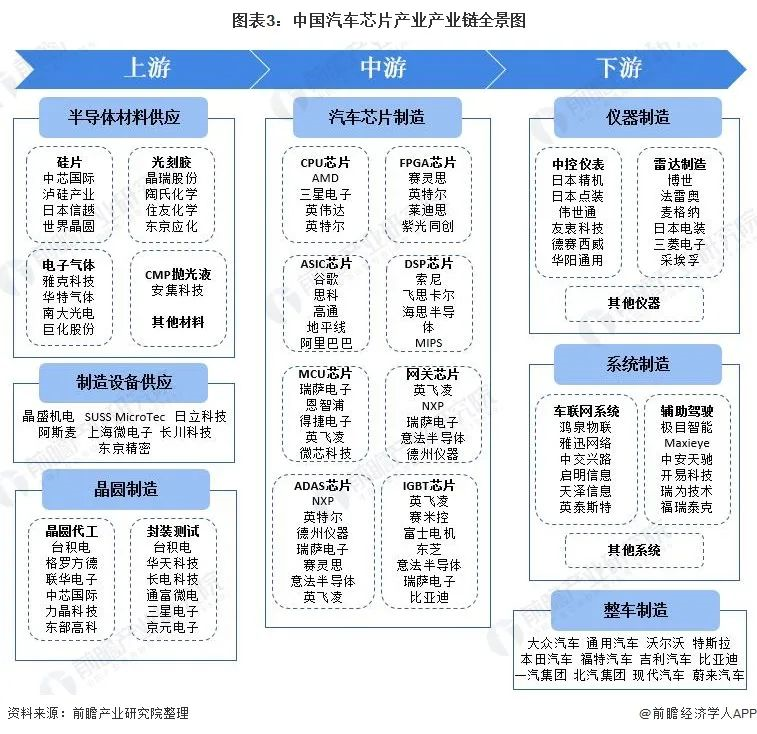 图表3：中国汽车芯片产业产业链全景图
上游
中游
下游
半导体材料供应
硅片
中芯国际
泸硅产业
日本信越
世界晶圆
光刻胶
晶瑞股份
陶氏化学
住友化学
东京应化
电子气体
雅克科技
华特气体
南大光电
巨化股份
CMP抛光液
安集科技
其他材料
制造设备供应
晶盛机电 SUSS MicroTec 日立科技
阿斯麦 上海微电子 长川科技
东京精密
晶圆制造
晶圆代工
台积电
格罗方德
联华电子
中芯国际
力晶科技
东部高科
封装测试
台积电
华天科技
长电科技
通富微电
三星电子
京元电子
汽车芯片制造
CPU芯片
AMD
三星电子
英伟达
英特尔
FPGA芯片
赛灵思
英特尔
莱迪思
紫光同创
ASIC芯片
谷歌
思科
高通
地平线
阿里巴巴
DSP芯片
索尼
飞思卡尔
海思半导
体
MIPS
MCU芯片
瑞萨电子
恩智浦
得捷电子
英飞凌
微芯科技
网关芯片
英飞凌
NXP
瑞萨电子
意法半导体
德州仪器
ADAS芯片
NXP
英特尔
德州仪器
瑞萨电子
赛灵思
意法半导体
英飞凌
IGBT芯片
英飞凌
赛米控
富士电机
东芝
意法半导体
瑞萨电子
比亚迪
仪器制造
中控仪表
日本精机
日本点装
伟世通
友衷科技
德赛西威
华阳通用
雷达制造
博世
法雷奥
麦格纳
日本电装
三菱电子
采埃孚
其他仪器
系统制造
车联网系统
鸿泉物联
雅迅网络
中交兴路
启明信息
天泽信息
英泰斯特
辅助驾驶
极目智能
Maxieye
中安天驰
开易科技
瑞为技术
福瑞泰克
其他系统
整车制造
大众汽车 通用汽车 沃尔沃 特斯拉
本田汽车 福特汽车 吉利汽车 比亚迪
一汽集团 北汽集团 现代汽车 蔚来汽车
资料来源：前瞻产业研究院整理
@前瞻经济学人APP